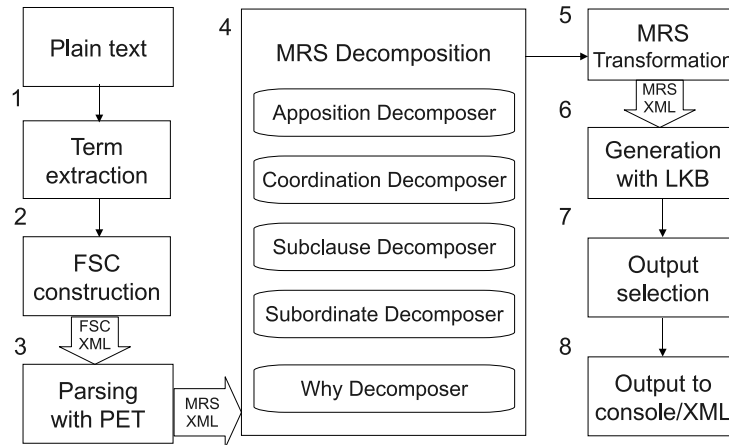 Plain text
1
Term
extraction
2
FSC
construction
FSC
XML
3
Parsing
with PET
MRS
XML
4
MRS Decomposition
Apposition Decomposer
Coordination Decomposer
Subclause Decomposer
Subordinate Decomposer
Why Decomposer
5
MRS
Transformation
MRS
XML
6
Generation
with LKB
7
Output
selection
8
Output to
console/XML